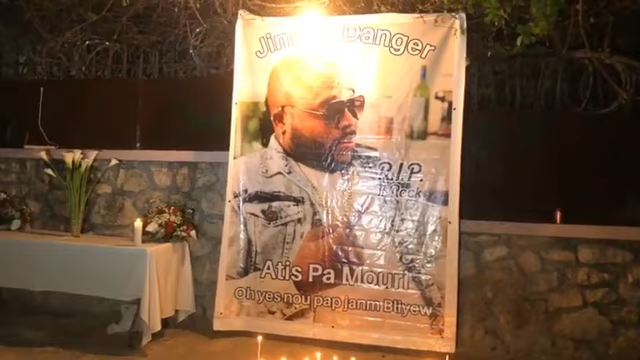 Danger
R.I.P.
Atis Pa Mouri
Oh yes nou pap janm Bliyew